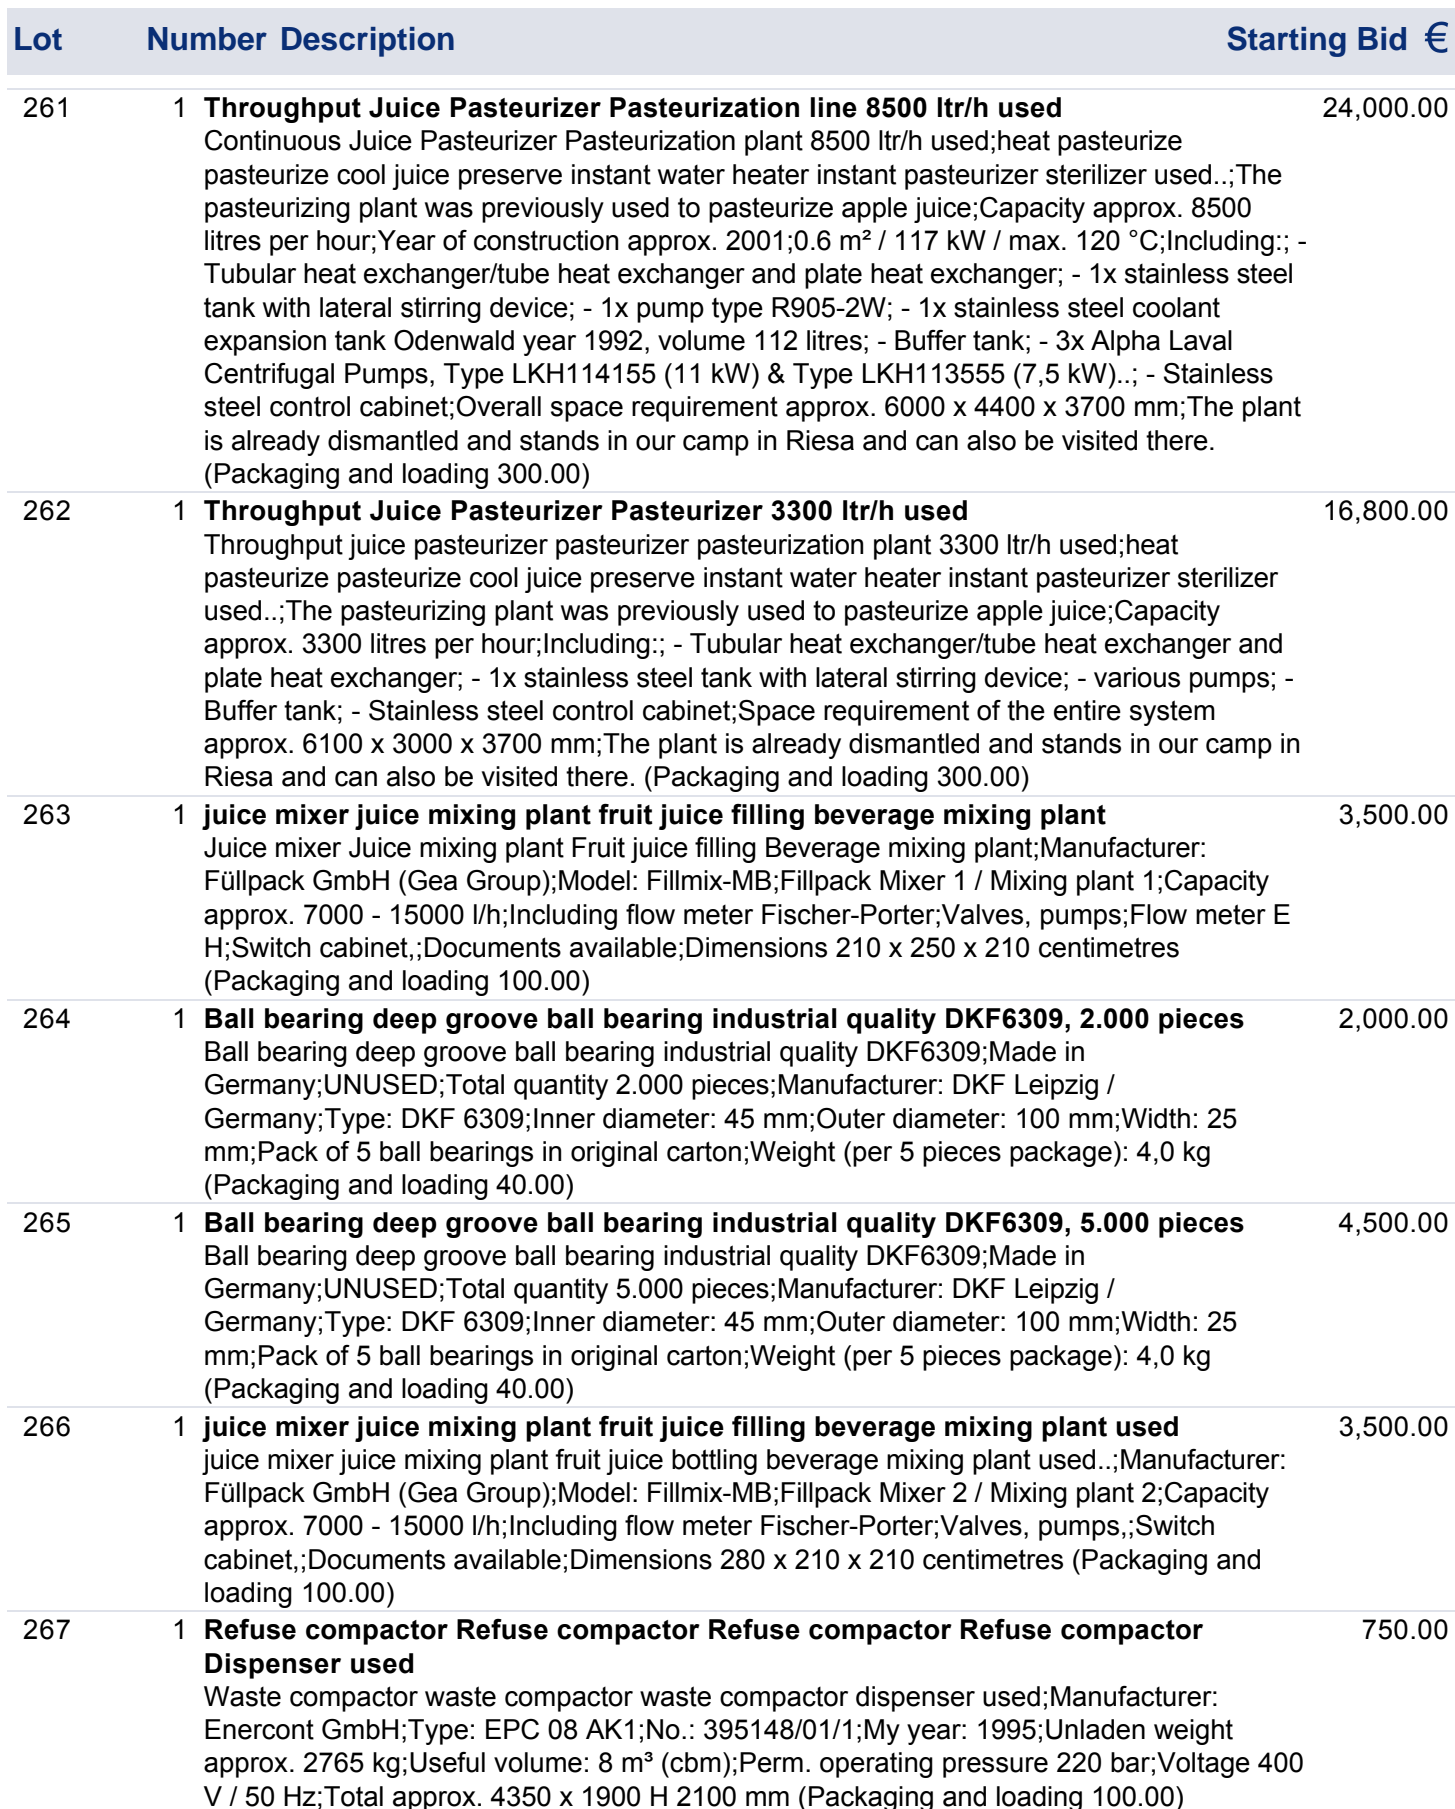 Lot Number Description Starting Bid €
261 1 Throughput Juice Pasteurizer Pasteurization line 8500 ltr/h used 24,000.00
Continuous Juice Pasteurizer Pasteurization plant 8500 ltr/h used;heat pasteurize
pasteurize cool juice preserve instant water heater instant pasteurizer sterilizer used..;The
pasteurizing plant was previously used to pasteurize apple juice;Capacity approx. 8500
litres per hour;Year of construction approx. 2001;0.6 m² / 117 kW / max. 120 °C;Including:; -
Tubular heat exchanger/tube heat exchanger and plate heat exchanger; - 1x stainless steel
tank with lateral stirring device; - 1x pump type R905-2W; - 1x stainless steel coolant
expansion tank Odenwald year 1992, volume 112 litres; - Buffer tank; - 3x Alpha Laval
Centrifugal Pumps, Type LKH114155 (11 kW) & Type LKH113555 (7,5 kW)..; - Stainless
steel control cabinet;Overall space requirement approx. 6000 x 4400 x 3700 mm;The plant
is already dismantled and stands in our camp in Riesa and can also be visited there.
(Packaging and loading 300.00)
262 1 Throughput Juice Pasteurizer Pasteurizer 3300 ltr/h used 16,800.00
Throughput juice pasteurizer pasteurizer pasteurization plant 3300 ltr/h used;heat
pasteurize pasteurize cool juice preserve instant water heater instant pasteurizer sterilizer
used..;The pasteurizing plant was previously used to pasteurize apple juice;Capacity
approx. 3300 litres per hour;Including:; - Tubular heat exchanger/tube heat exchanger and
plate heat exchanger; - 1x stainless steel tank with lateral stirring device; - various pumps; -
Buffer tank; - Stainless steel control cabinet;Space requirement of the entire system
approx. 6100 x 3000 x 3700 mm;The plant is already dismantled and stands in our camp in
Riesa and can also be visited there. (Packaging and loading 300.00)
263 1 juice mixer juice mixing plant fruit juice filling beverage mixing plant 3,500.00
Juice mixer Juice mixing plant Fruit juice filling Beverage mixing plant;Manufacturer:
Füllpack GmbH (Gea Group);Model: Fillmix-MB;Fillpack Mixer 1 / Mixing plant 1;Capacity
approx. 7000 - 15000 l/h;Including flow meter Fischer-Porter;Valves, pumps;Flow meter E
H;Switch cabinet,;Documents available;Dimensions 210 x 250 x 210 centimetres
(Packaging and loading 100.00)
264 1 Ball bearing deep groove ball bearing industrial quality DKF6309, 2.000 pieces 2,000.00
Ball bearing deep groove ball bearing industrial quality DKF6309;Made in
Germany;UNUSED;Total quantity 2.000 pieces;Manufacturer: DKF Leipzig /
Germany;Type: DKF 6309;Inner diameter: 45 mm;Outer diameter: 100 mm;Width: 25
mm;Pack of 5 ball bearings in original carton;Weight (per 5 pieces package): 4,0 kg
(Packaging and loading 40.00)
265 1 Ball bearing deep groove ball bearing industrial quality DKF6309, 5.000 pieces 4,500.00
Ball bearing deep groove ball bearing industrial quality DKF6309;Made in
Germany;UNUSED;Total quantity 5.000 pieces;Manufacturer: DKF Leipzig /
Germany;Type: DKF 6309;Inner diameter: 45 mm;Outer diameter: 100 mm;Width: 25
mm;Pack of 5 ball bearings in original carton;Weight (per 5 pieces package): 4,0 kg
(Packaging and loading 40.00)
266 1 juice mixer juice mixing plant fruit juice filling beverage mixing plant used 3,500.00
juice mixer juice mixing plant fruit juice bottling beverage mixing plant used..;Manufacturer:
Füllpack GmbH (Gea Group);Model: Fillmix-MB;Fillpack Mixer 2 / Mixing plant 2;Capacity
approx. 7000 - 15000 l/h;Including flow meter Fischer-Porter;Valves, pumps,;Switch
cabinet,;Documents available;Dimensions 280 x 210 x 210 centimetres (Packaging and
loading 100.00)
267 1 Refuse compactor Refuse compactor Refuse compactor Refuse compactor 750.00
Dispenser used
Waste compactor waste compactor waste compactor dispenser used;Manufacturer:
Enercont GmbH;Type: EPC 08 AK1;No.: 395148/01/1;My year: 1995;Unladen weight
approx. 2765 kg;Useful volume: 8 m³ (cbm);Perm. operating pressure 220 bar;Voltage 400
V / 50 Hz;Total approx. 4350 x 1900 H 2100 mm (Packaging and loading 100.00)